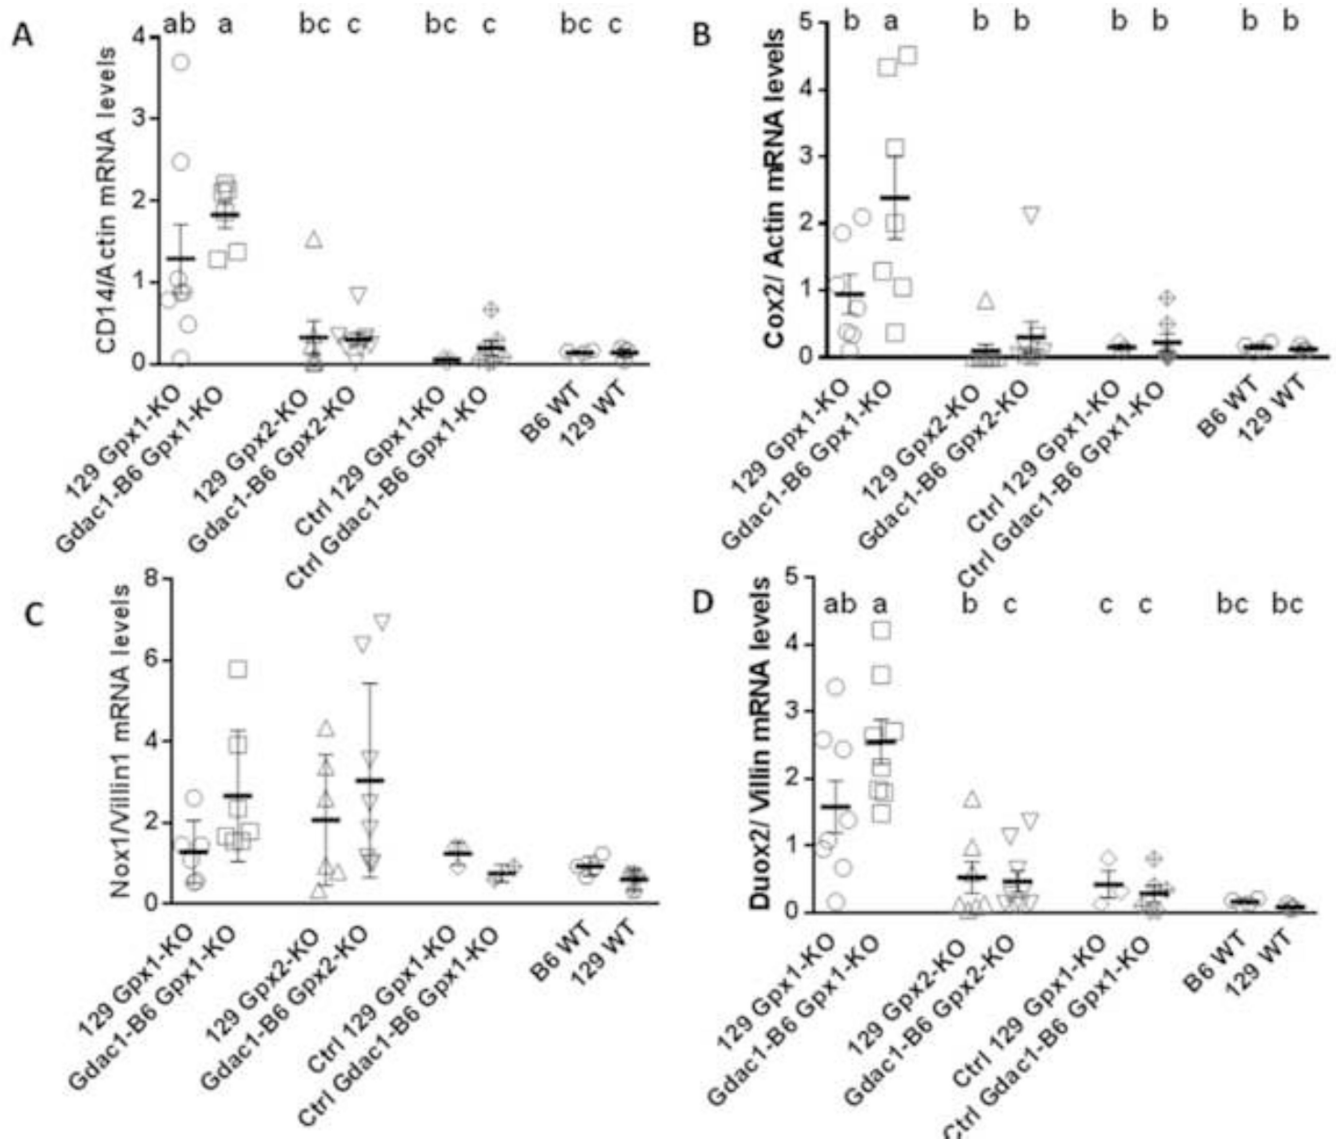 A
ab a bc c bc c bc c
CD14/Actin mRNA levels
4
3
2
1
0
129 Gpx1-KO
Gdac1-B6 Gpx1-KO
129 Gpx2-KO
Gdac1-B6 Gpx2-KO
Ctrl 129 Gpx1-KO
Ctrl Gdac1-B6 Gpx1-KO
B6 WT
129 WT
B
b a b b b b b b
Cox2/ Actin mRNA levels
5
4
3
2
1
0
129 Gpx1-KO
Gdac1-B6 Gpx1-KO
129 Gpx2-KO
Gdac1-B6 Gpx2-KO
Ctrl 129 Gpx1-KO
Ctrl Gdac1-B6 Gpx1-KO
B6 WT
129 WT
C
Nox1/Villin1 mRNA levels
8
6
4
2
0
129 Gpx1-KO
Gdac1-B6 Gpx1-KO
129 Gpx2-KO
Gdac1-B6 Gpx2-KO
Ctrl 129 Gpx1-KO
Ctrl Gdac1-B6 Gpx1-KO
B6 WT
129 WT
D
ab a b c c c bc bc
Duox2/ Villin mRNA levels
5
4
3
2
1
0
129 Gpx1-KO
Gdac1-B6 Gpx1-KO
129 Gpx2-KO
Gdac1-B6 Gpx2-KO
Ctrl 129 Gpx1-KO
Ctrl Gdac1-B6 Gpx1-KO
B6 WT
129 WT